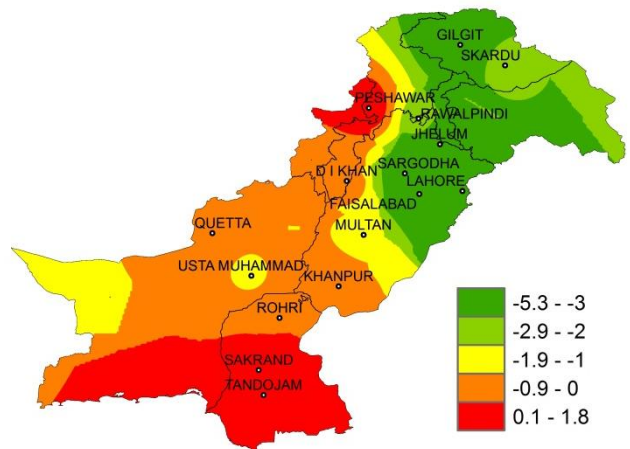 GILGIT
SKARDU
PESHAWAR
RAWALPINDI
JHELUM
SARGODHA
D I KHAN
LAHORE
FAISALABAD
QUETTA
MULTAN
USTA MUHAMMAD
KHANPUR
ROHRI
SAKRAND
TANDOJAM
-5.3 - -3
-2.9 - -2
-1.9 - -1
-0.9 - 0
0.1 - 1.8